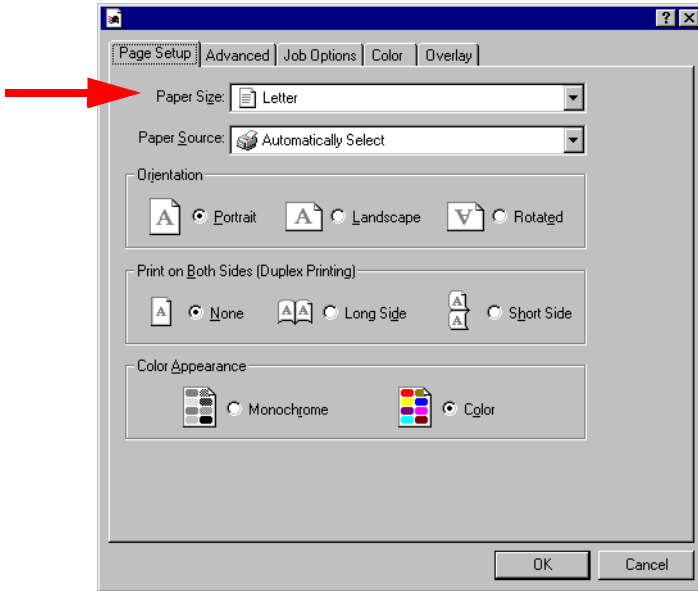 Page Setup Advanced Job Options Color Overlay
Paper Size: Letter
Paper Source: Automatically Select
Orientation
A Portrait A Landscape A Rotated
Print on Both Sides (Duplex Printing)
A None A A Long Side A A Short Side
Color Appearance
Monochrome Color
OK Cancel